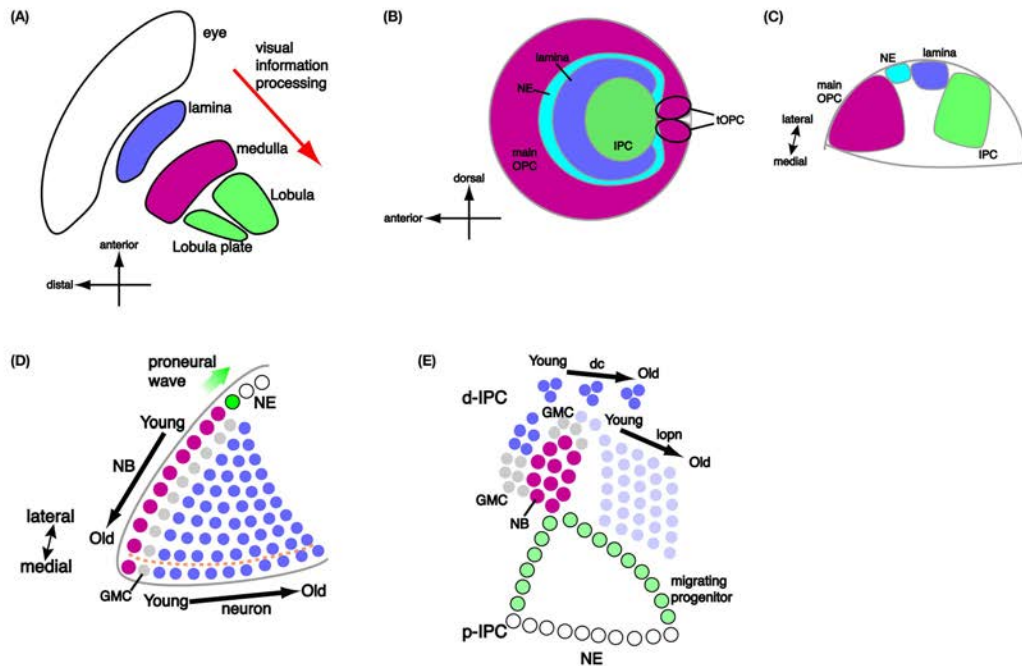 (A)
eye
visual
information
processing
lamina
medulla
Lobula
Lobula plate
anterior
distal
(B)
lamina
NE
IPC
tOPC
main
OPC
dorsal
anterior
(C)
NE
lamina
main
OPC
lateral
medial
IPC
(D)
proneural
wave
NE
Young
NB
Old
lateral
medial
GMC
Young
neuron
Old
(E)
Young
dc
Old
d-IPC
GMC
Young
lopn
Old
GMC
NB
migrating
progenitor
p-IPC
NE